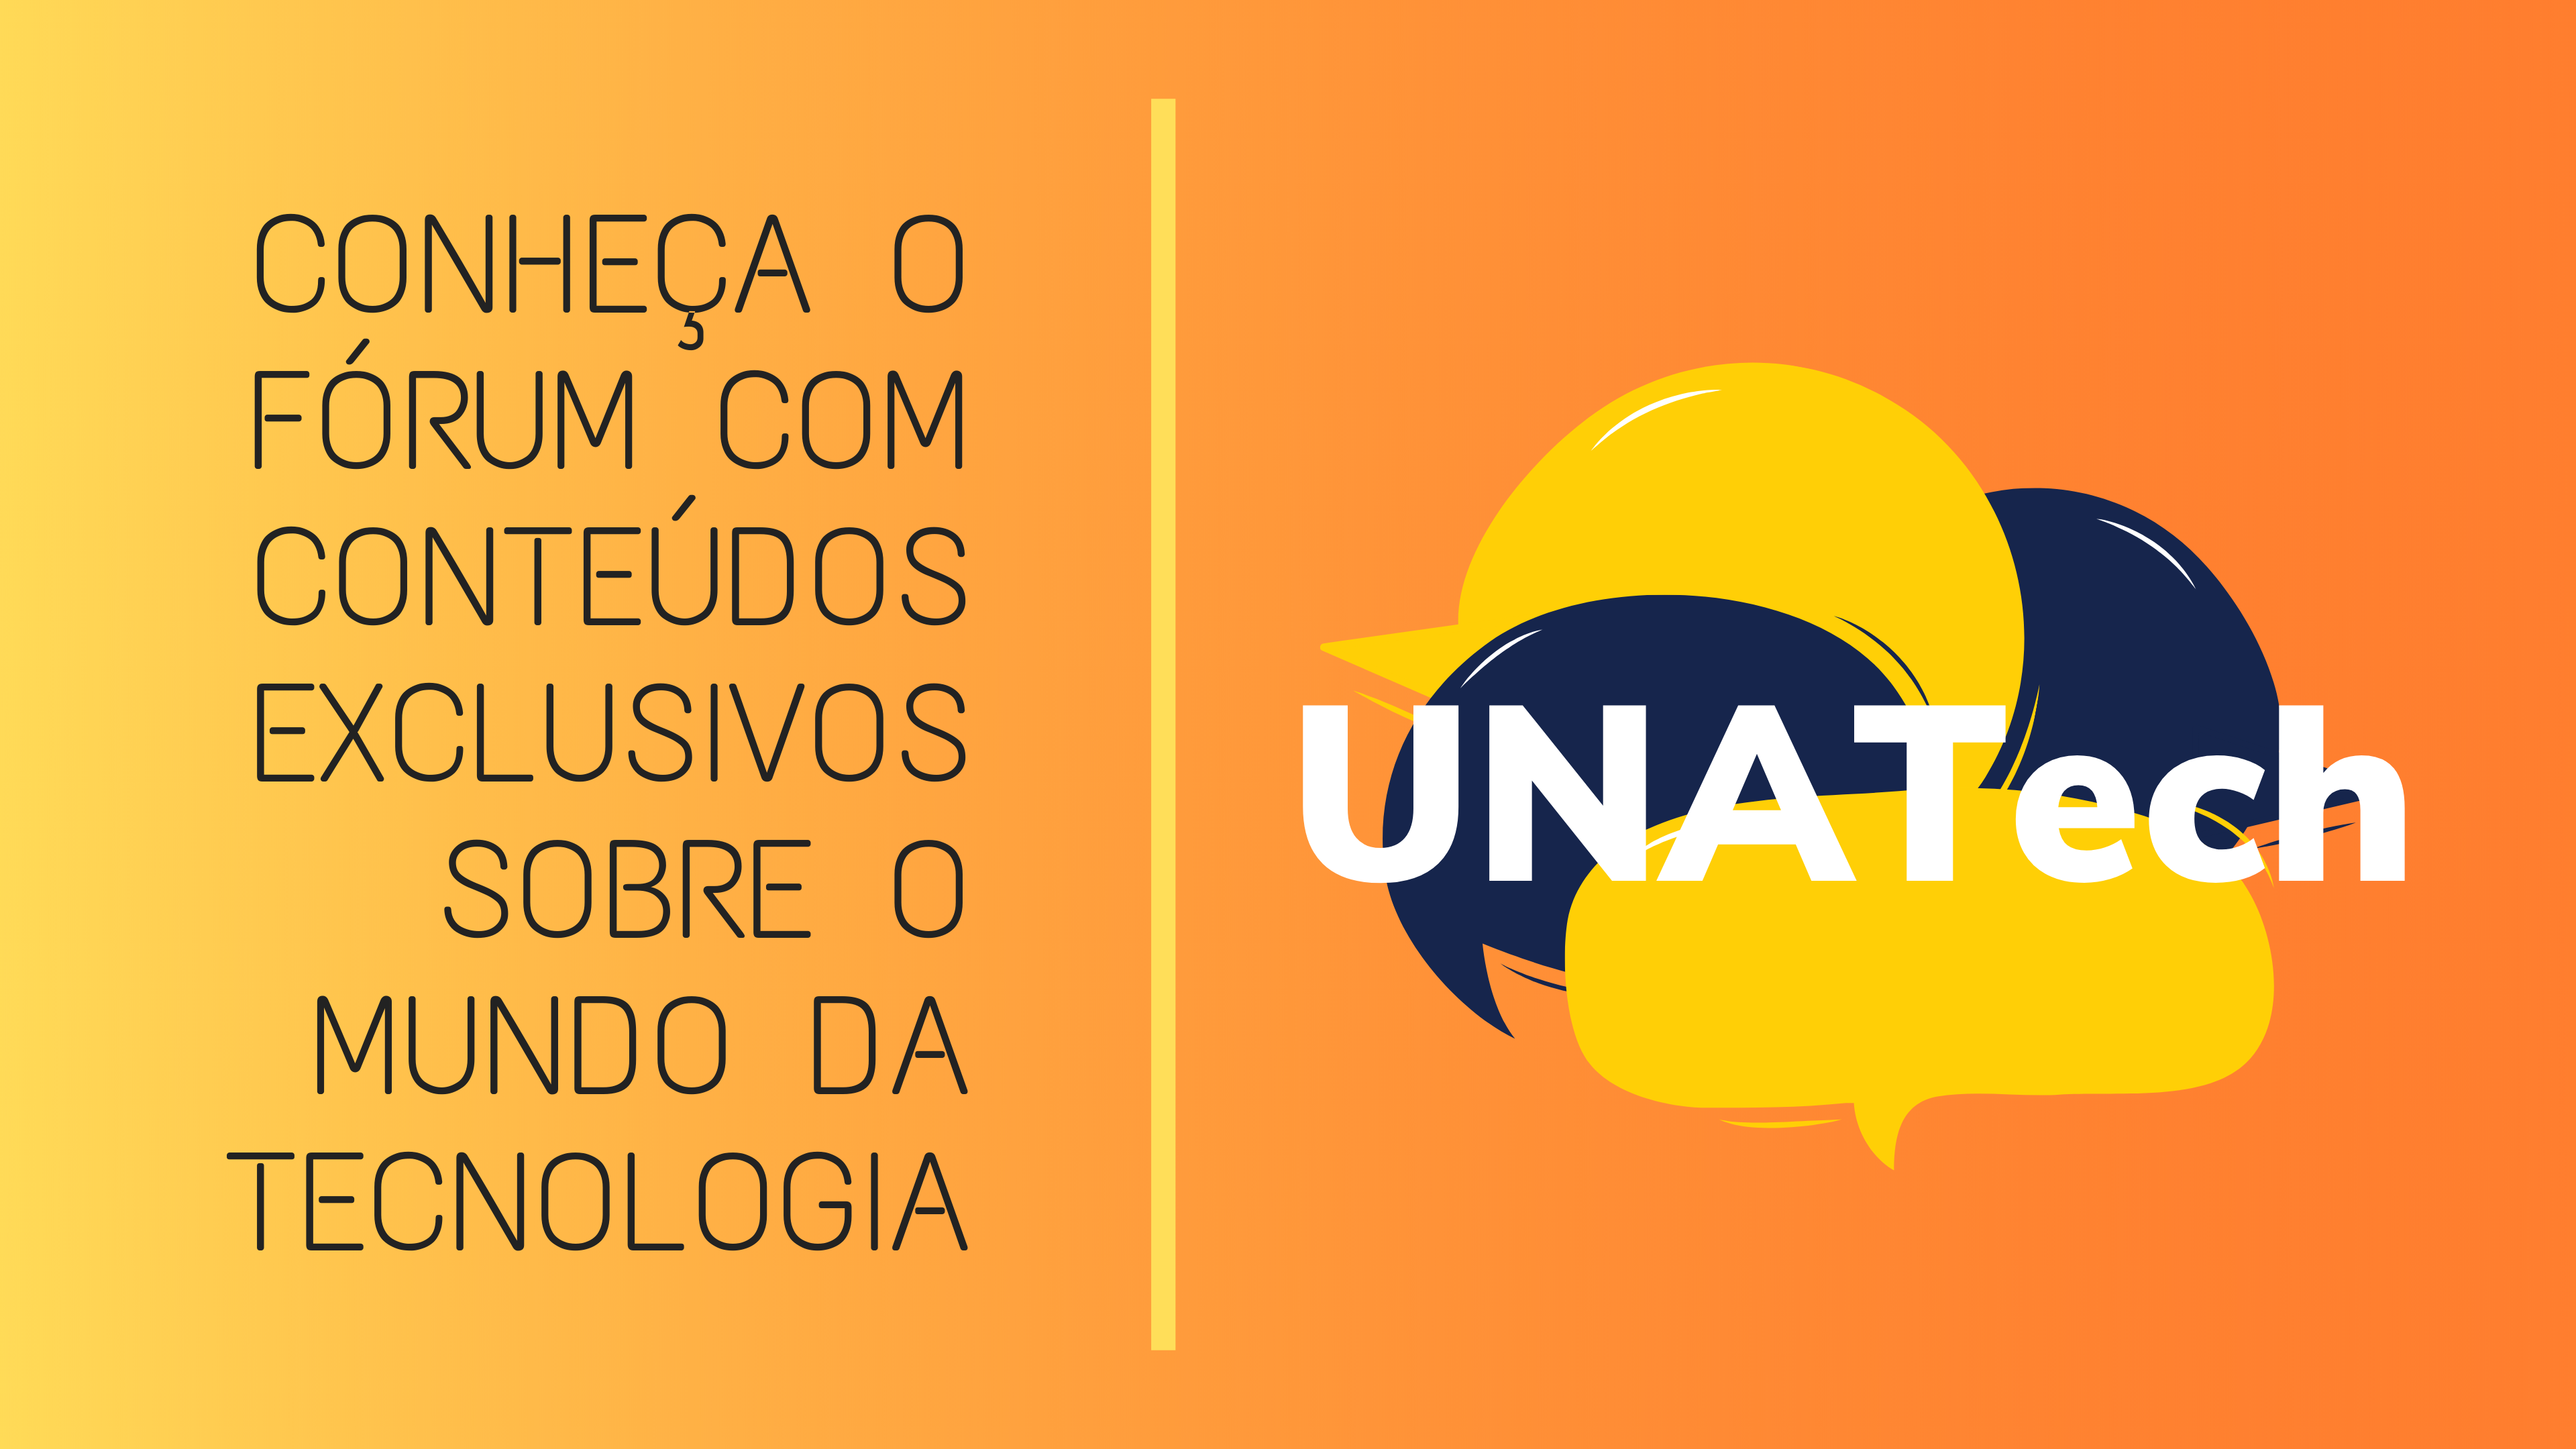 CONHEÇA O
FÓRUM COM
CONTEÚDOS
EXCLUSIVOS
SOBRE O
MUNDO DA
TECNOLOGIA
UNATech